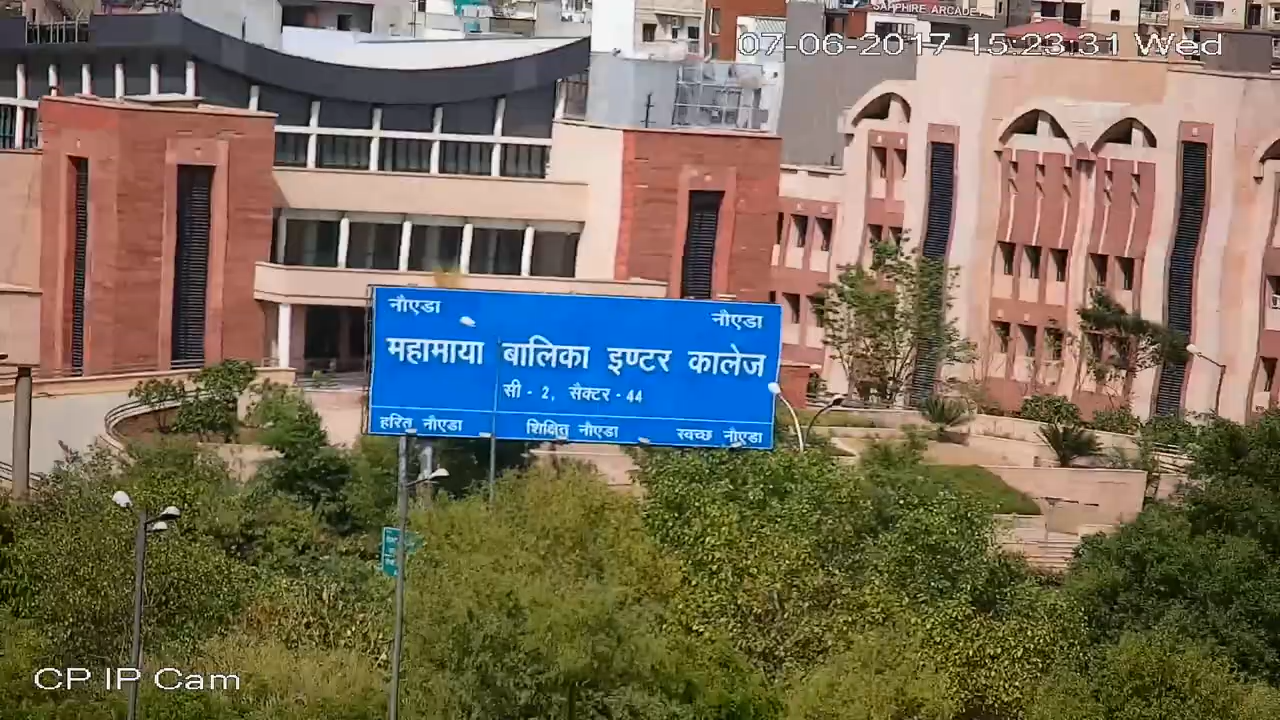 SAPPHIRE ARCADE
07-06-2017 15:23:31 Wed
नौएडा नौएडा
महामाया बालिका इण्टर कालेज
सी - 2, सैक्टर - 44
हरित नौएडा शिक्षित नौएडा स्वच्छ नौएडा
CP IP Cam